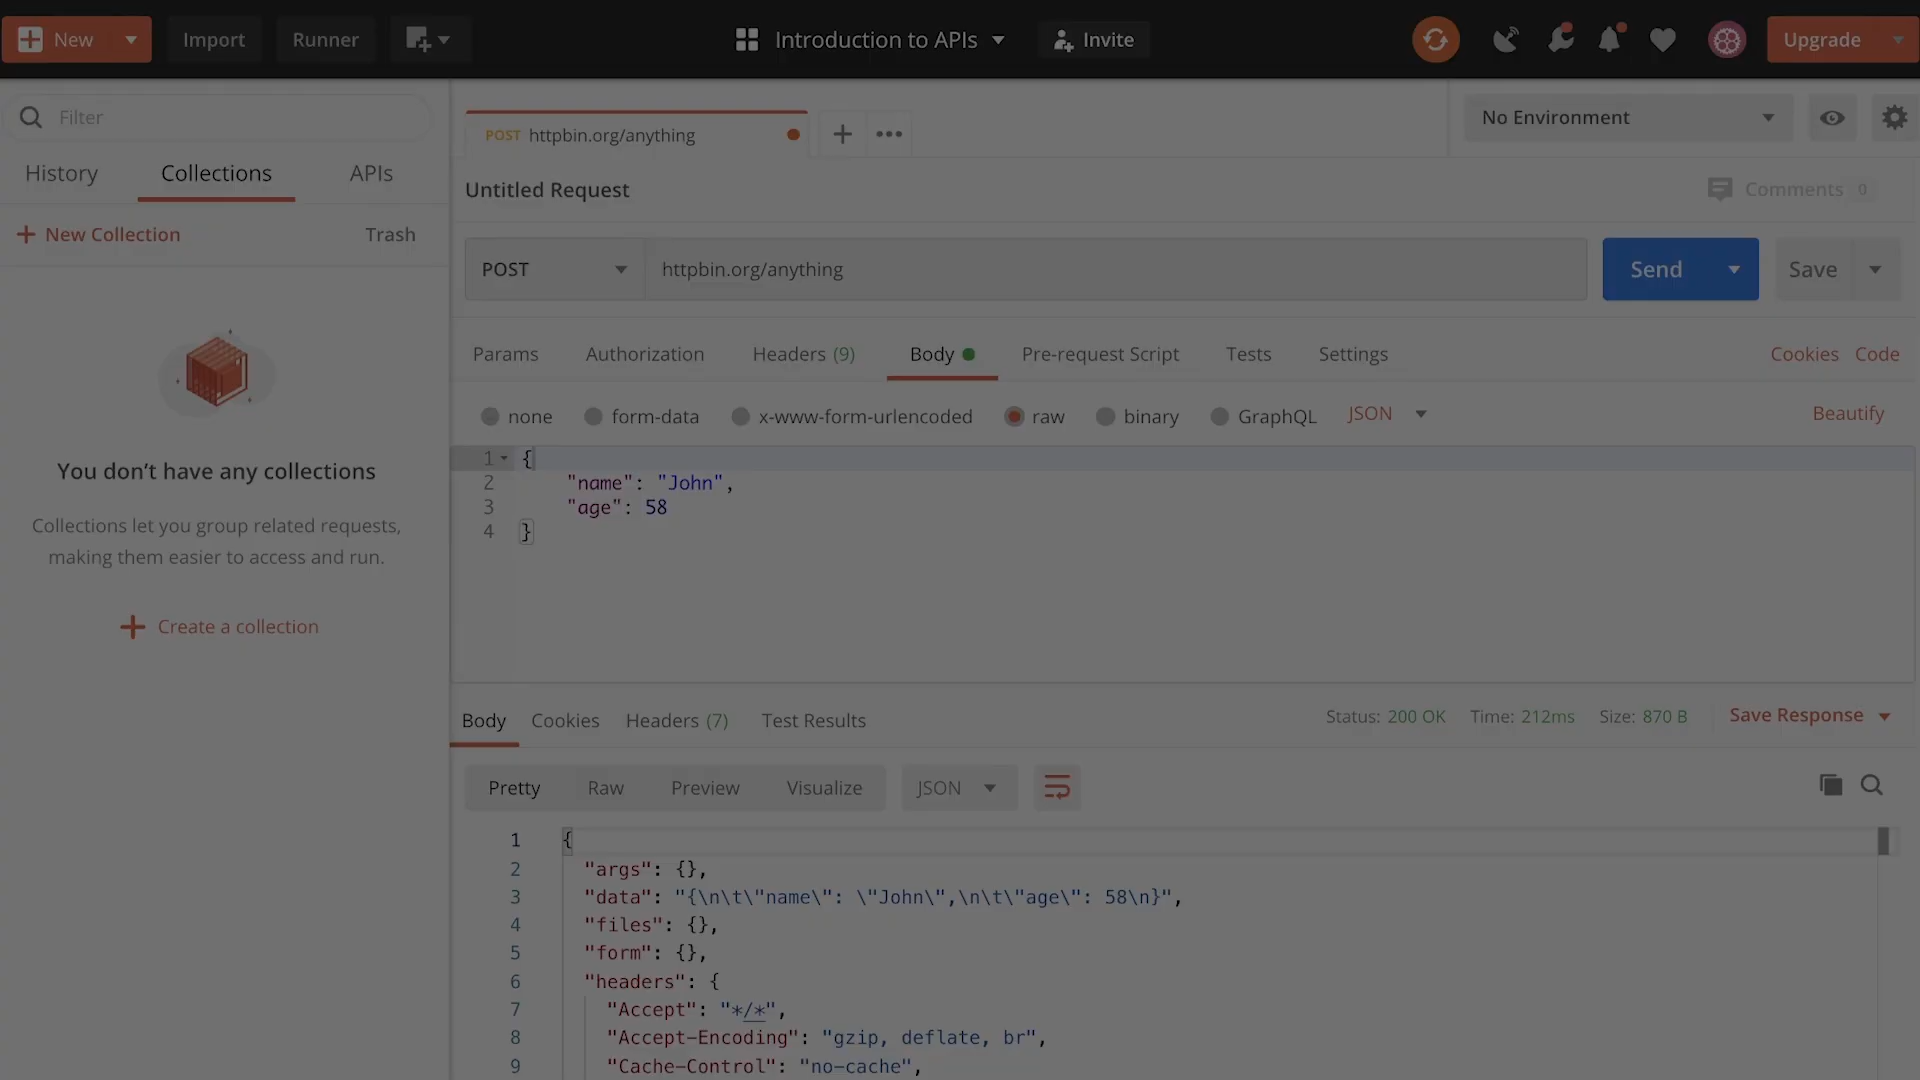 New Import Runner Introduction to APIs Invite Upgrade
Filter
History Collections APIs
+ New Collection Trash
You don’t have any collections
Collections let you group related requests,
making them easier to access and run.
+ Create a collection
POST httpbin.org/anything + •••
No Environment
Untitled Request Comments 0
POST httpbin.org/anything Send Save
Params Authorization Headers (9) Body Pre-request Script Tests Settings Cookies Code
none form-data x-www-form-urlencoded raw binary GraphQL JSON Beautify
1 {
2 "name": "John",
3 "age": 58
4 }
Body Cookies Headers (7) Test Results Status: 200 OK Time: 212ms Size: 870 B Save Response
Pretty Raw Preview Visualize JSON
1 {
2 "args": {},
3 "data": "{\n\t\"name\": \"John\",\n\t\"age\": 58\n}",
4 "files": {},
5 "form": {},
6 "headers": {
7 "Accept": "*/*",
8 "Accept-Encoding": "gzip, deflate, br",
9 "Cache-Control": "no-cache",